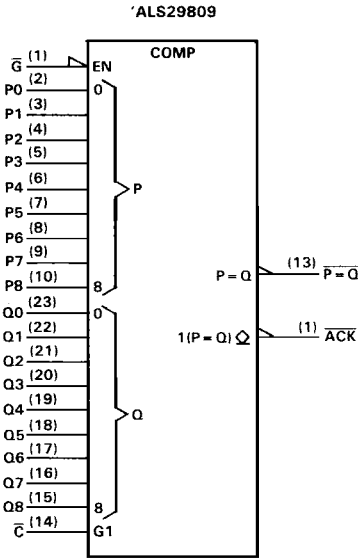 'ALS29809
COMP
G̅ (1) EN
P0 (2) 0
P1 (3)
P2 (4)
P3 (5)
P4 (6) P
P5 (7)
P6 (8)
P7 (9)
P8 (10) 8
P = Q (13) P̅=̅Q̅
Q0 (23) 0
Q1 (22) 1(P = Q) (1) A̅C̅K̅
Q2 (21)
Q3 (20)
Q4 (19) Q
Q5 (18)
Q6 (17)
Q7 (16)
Q8 (15) 8
C̅ (14) G1